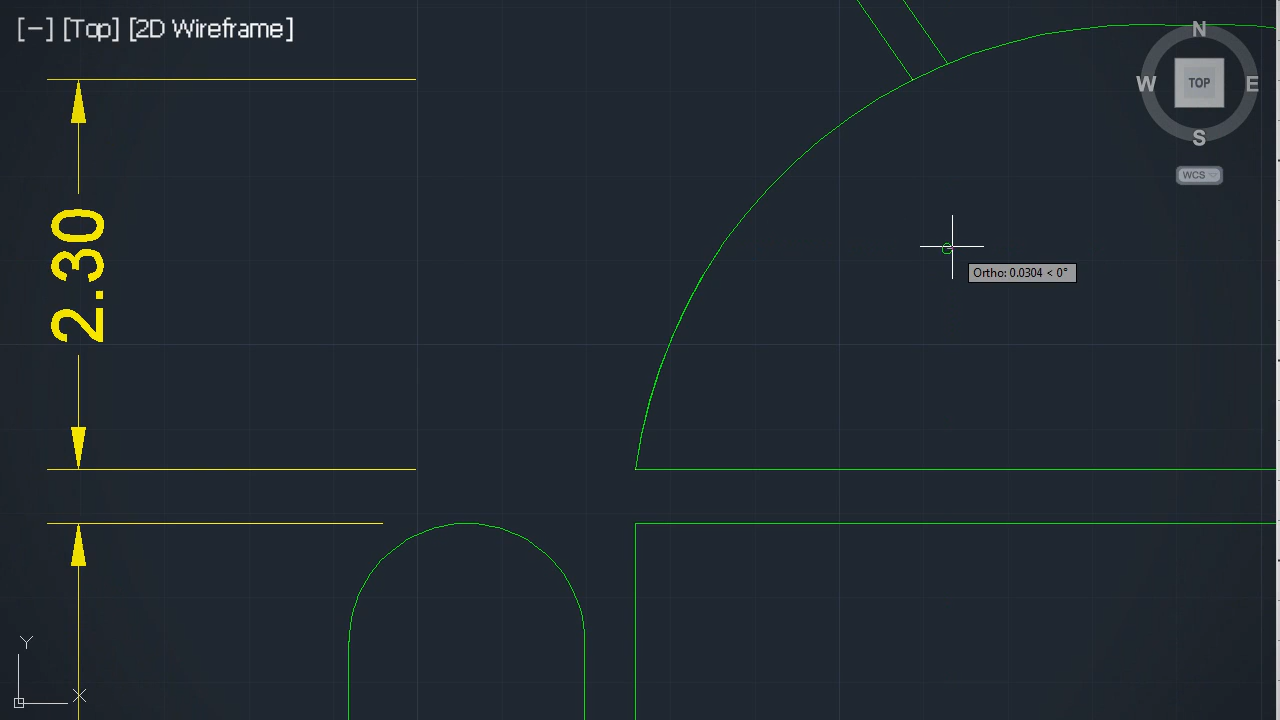 [−] [Top] [2D Wireframe]
N
W TOP E
S
WCS
2.30
Ortho: 0.0304 < 0°
Y
X